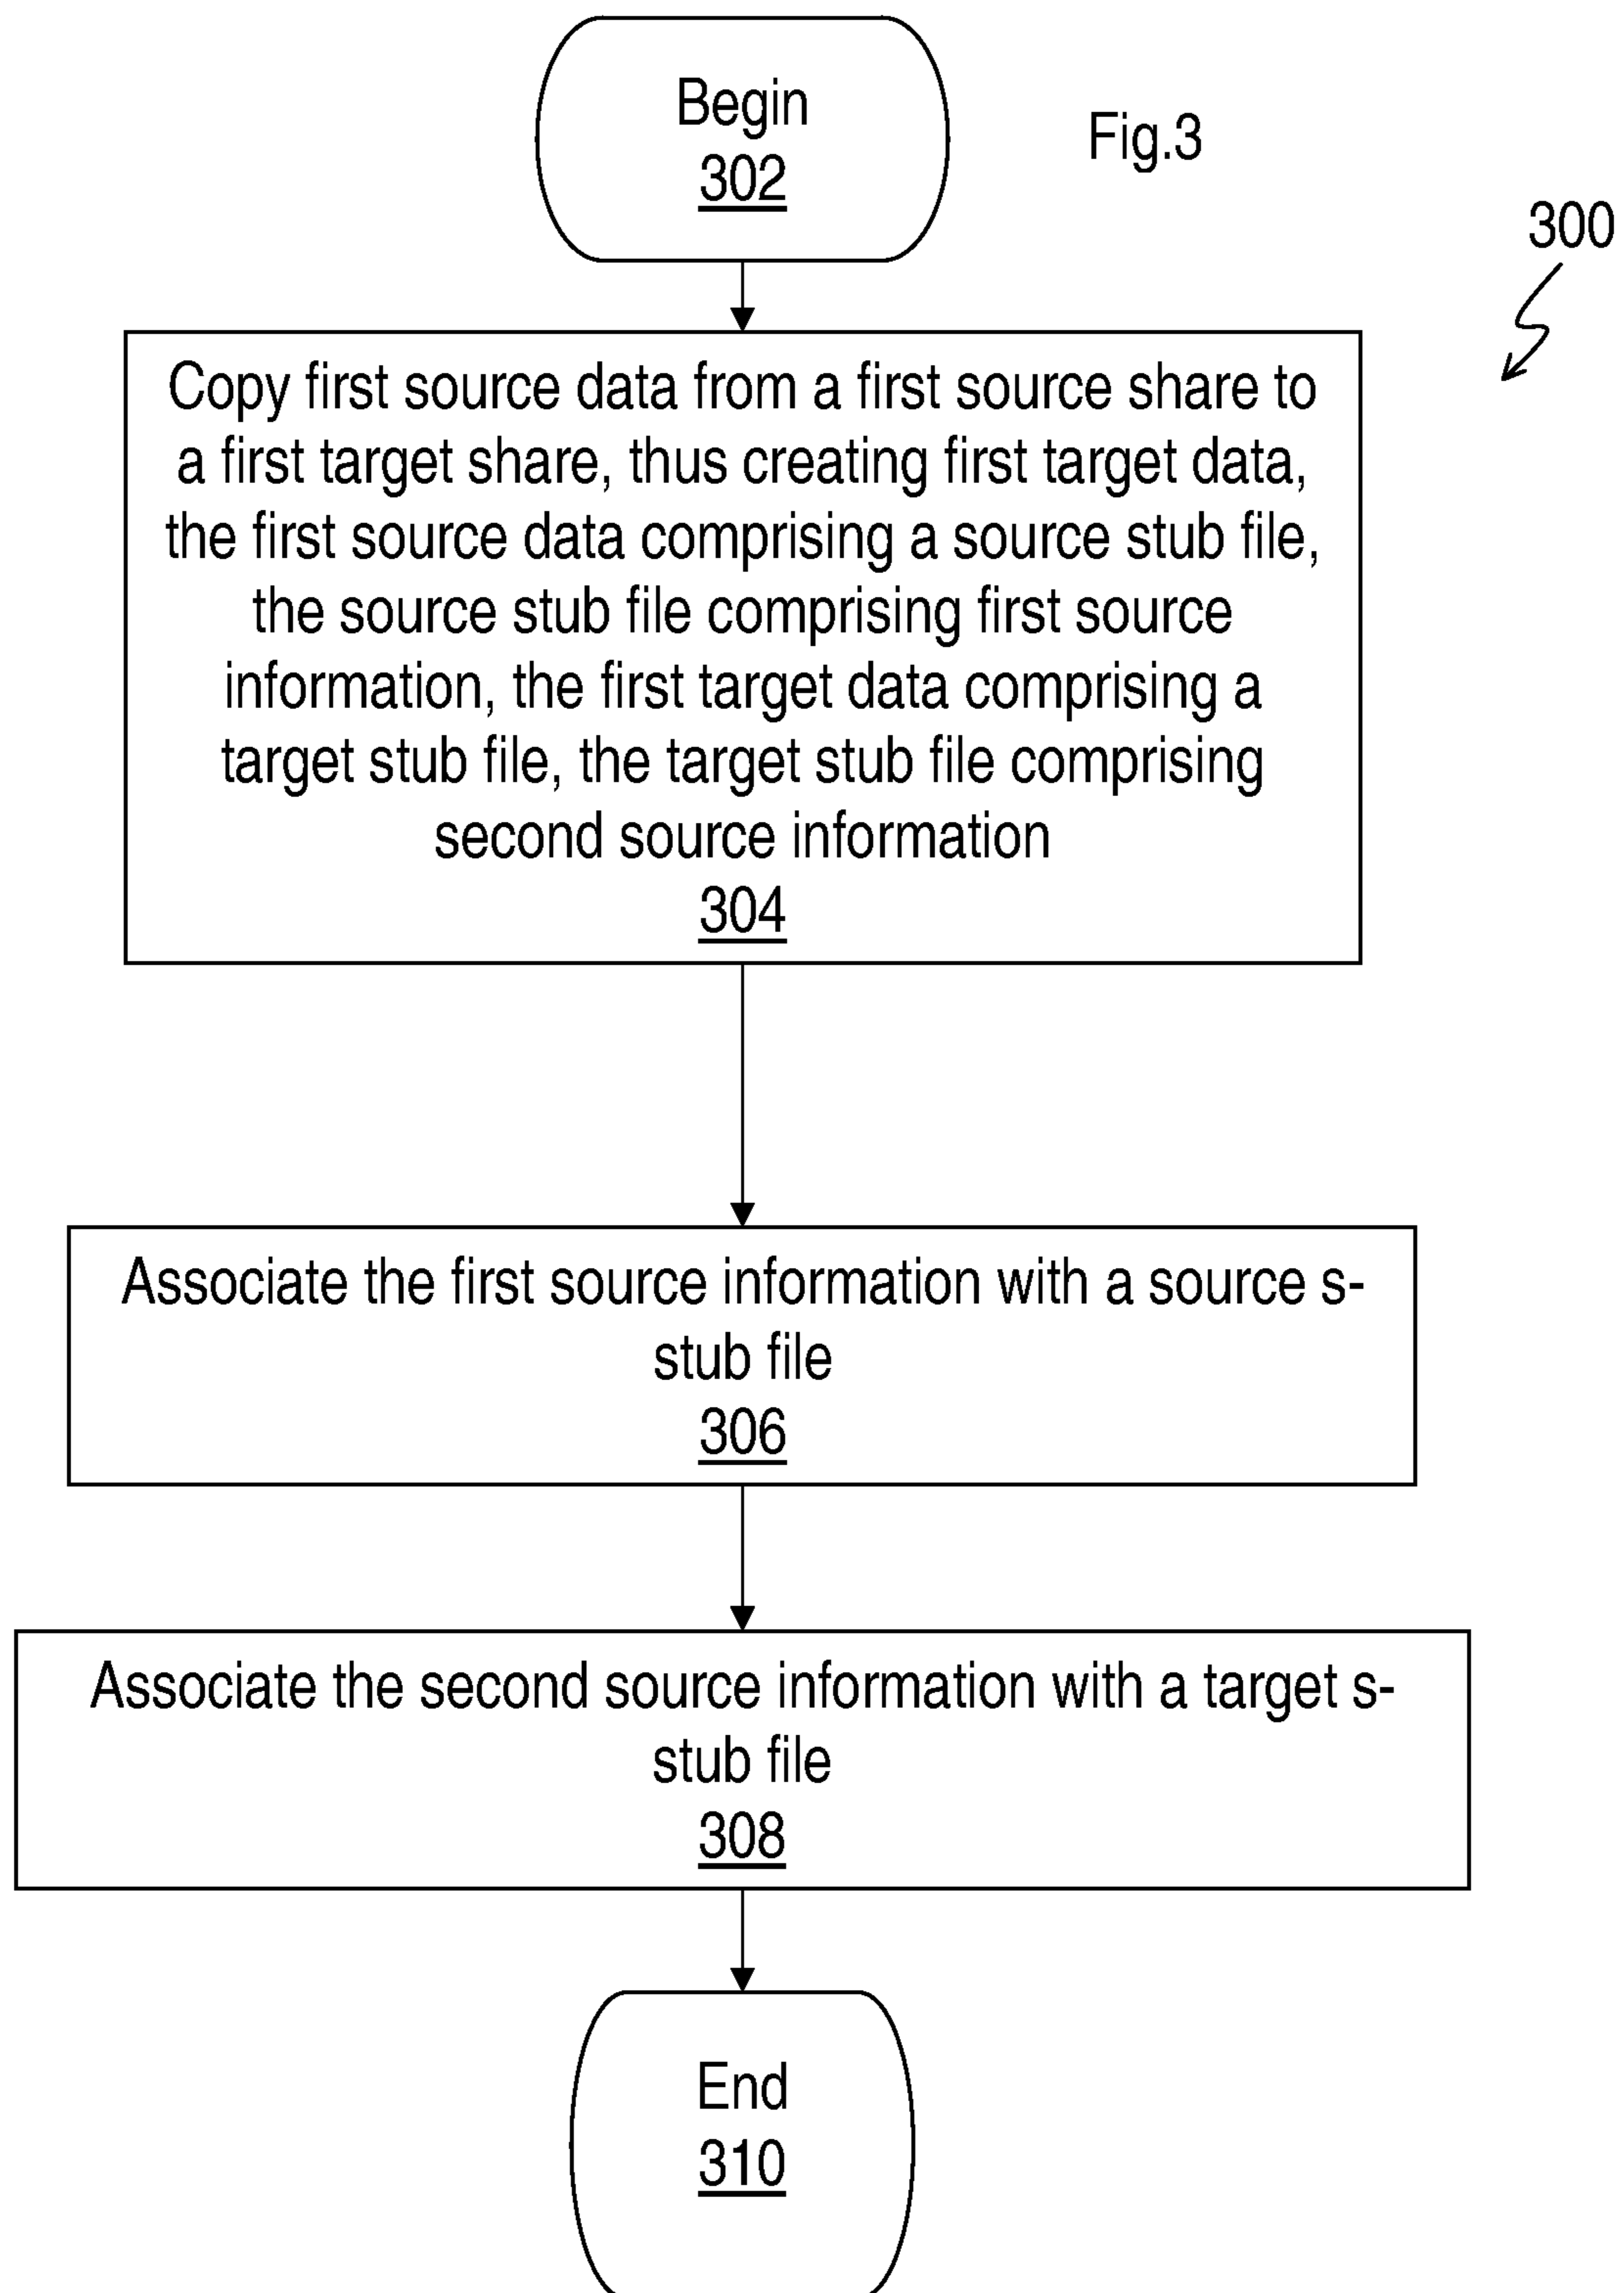 Begin
302
Fig.3
300
Copy first source data from a first source share to
a first target share, thus creating first target data,
the first source data comprising a source stub file,
the source stub file comprising first source
information, the first target data comprising a
target stub file, the target stub file comprising
second source information
304
Associate the first source information with a source s-
stub file
306
Associate the second source information with a target s-
stub file
308
End
310